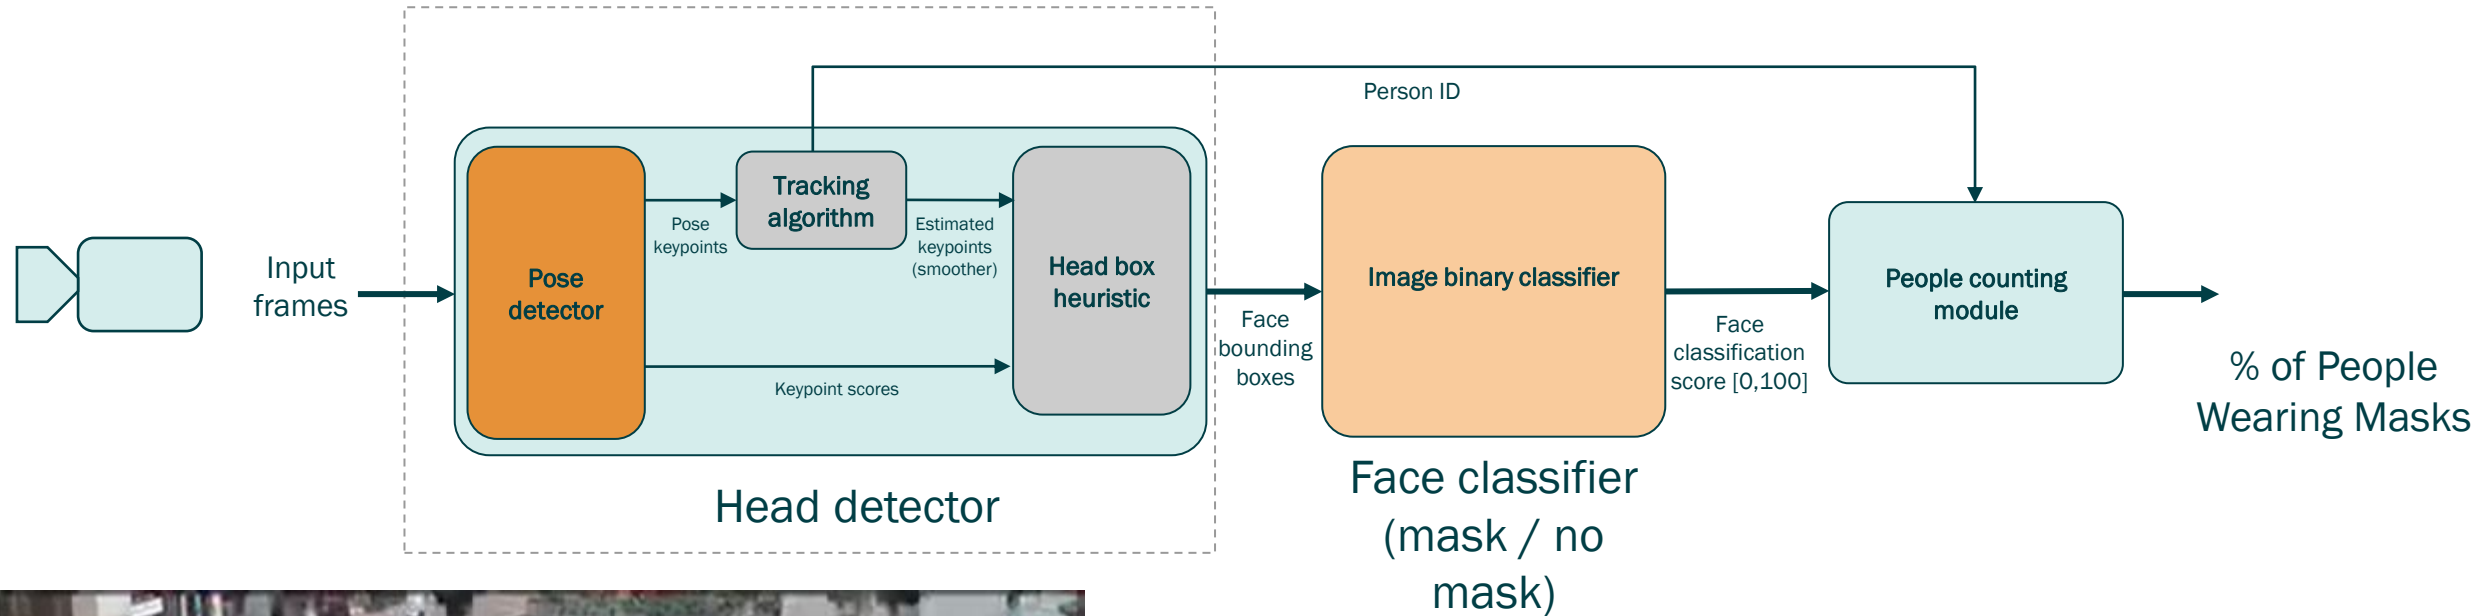 Input
frames
Pose
detector
Pose
keypoints
Tracking
algorithm
Estimated
keypoints
(smoother)
Keypoint scores
Head box
heuristic
Head detector
Person ID
Face
bounding
boxes
Image binary classifier
Face classifier
(mask / no
mask)
Face
classification
score [0,100]
People counting
module
% of People
Wearing Masks